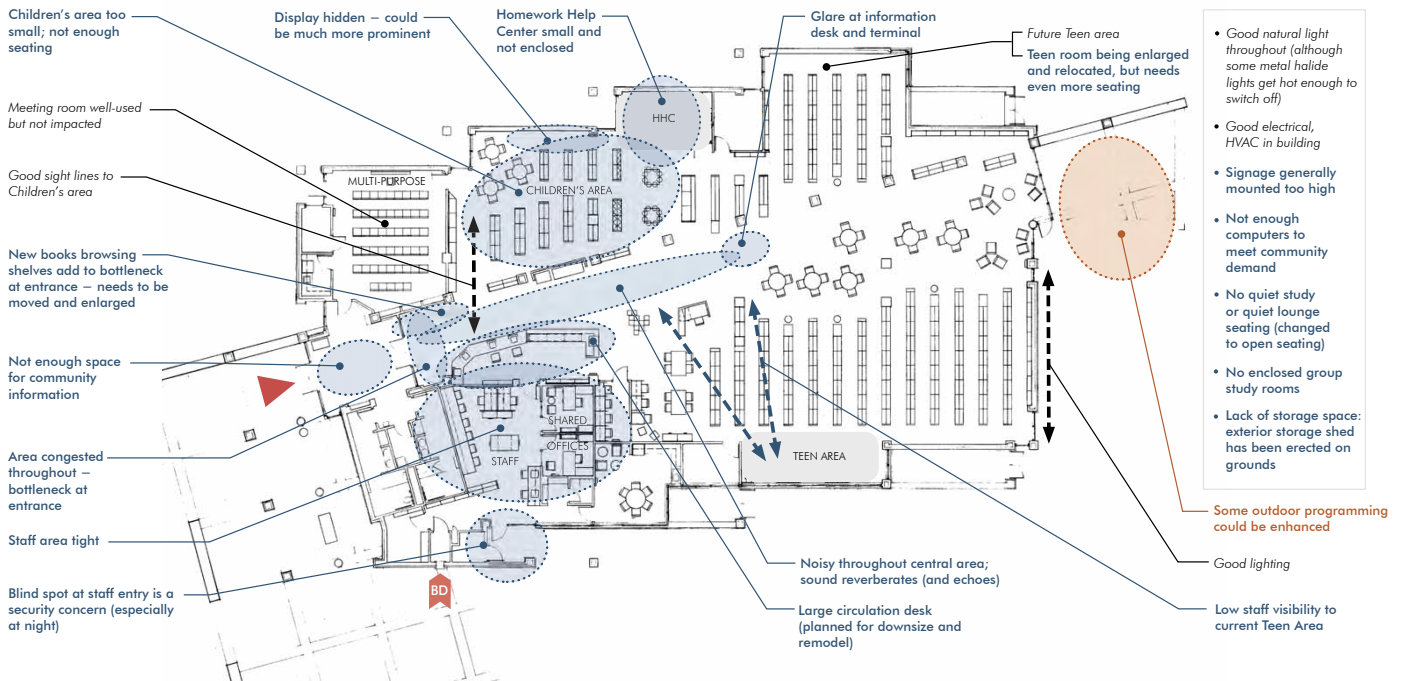 Children's area too
small; not enough
seating
Display hidden – could
be much more prominent
Homework Help
Center small and
not enclosed
Glare at information
desk and terminal
Future Teen area
Teen room being enlarged
and relocated, but needs
even more seating
Meeting room well-used
but not impacted
Good sight lines to
Children's area
New books browsing
shelves add to bottleneck
at entrance – needs to be
moved and enlarged
Not enough space
for community
information
Area congested
throughout –
bottleneck at
entrance
Staff area tight
Blind spot at staff entry is a
security concern (especially
at night)
HHC
MULTI-PURPOSE
CHILDREN'S AREA
SHARED
OFFICES
STAFF
TEEN AREA
BD
Noisy throughout central area;
sound reverberates (and echoes)
Large circulation desk
(planned for downsize and
remodel)
• Good natural light
throughout (although
some metal halide
lights get hot enough to
switch off)
• Good electrical,
HVAC in building
• Signage generally
mounted too high
• Not enough
computers to
meet community
demand
• No quiet study
or quiet lounge
seating (changed
to open seating)
• No enclosed group
study rooms
• Lack of storage space:
exterior storage shed
has been erected on
grounds
Some outdoor programming
could be enhanced
Good lighting
Low staff visibility to
current Teen Area